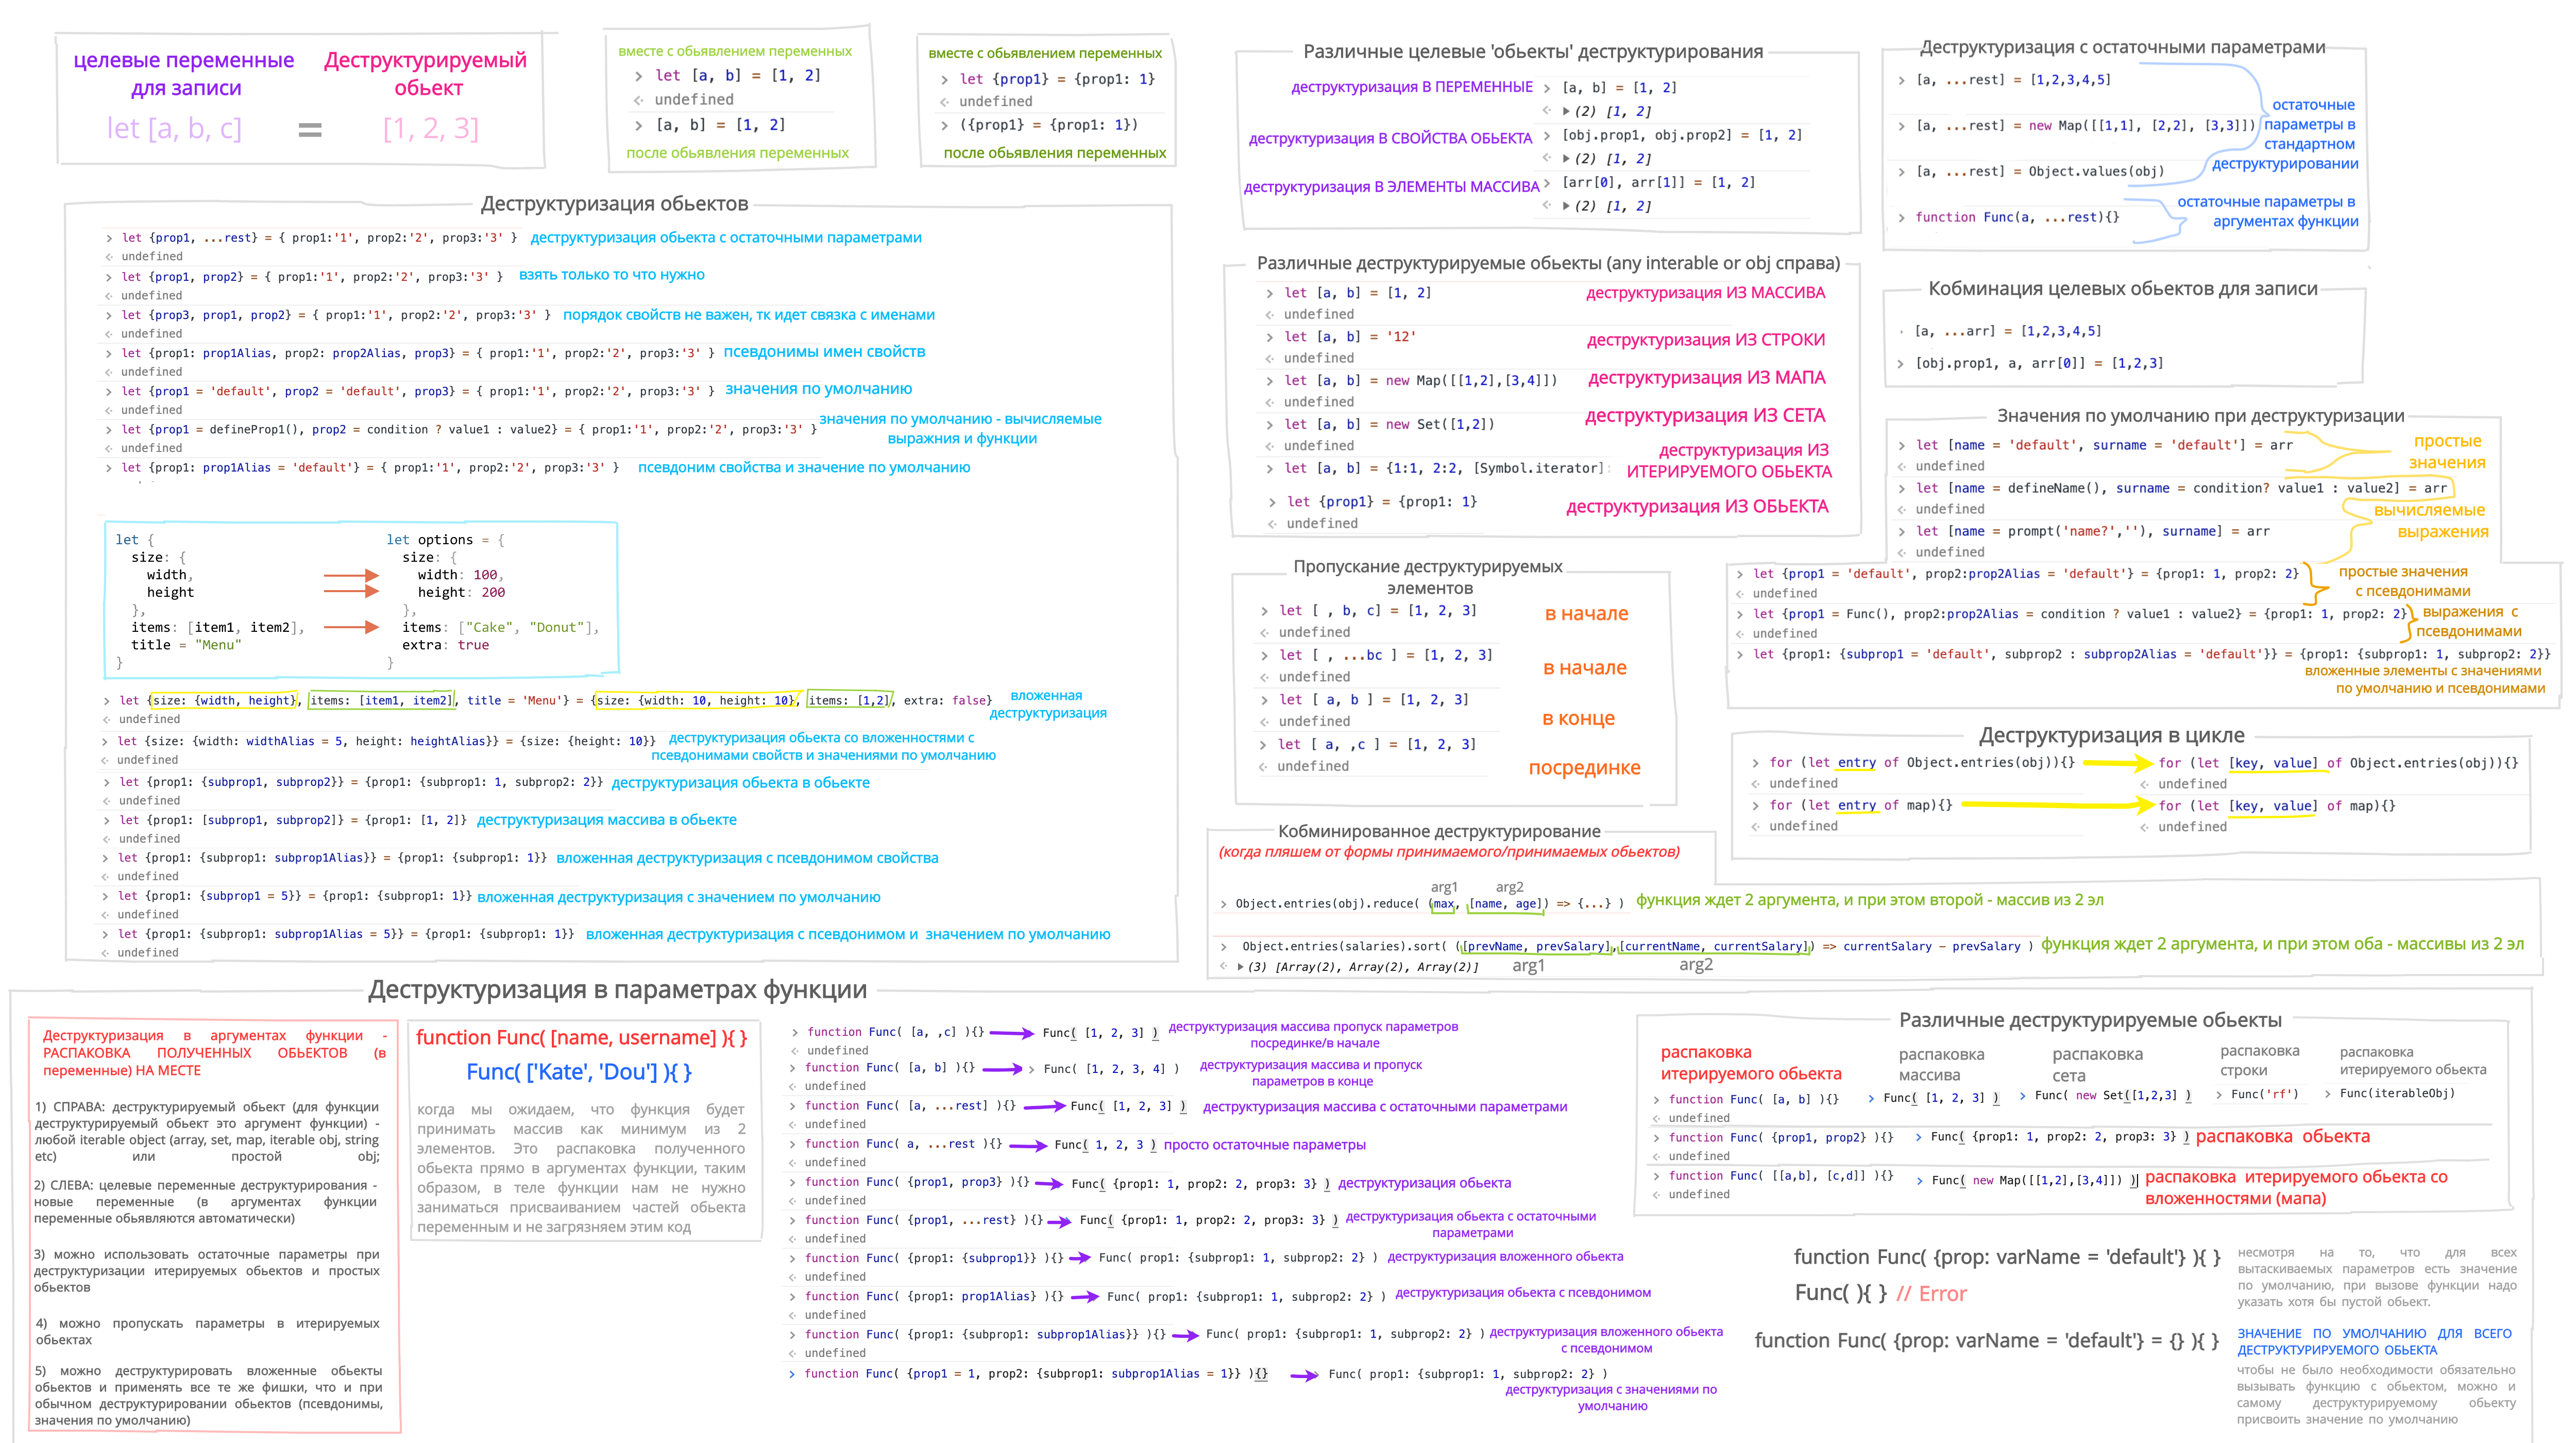 целевые переменные
для записи
Деструктурируемый
обьект
let [a, b, c]
=
[1, 2, 3]
вместе с обьявлением переменных
let [a, b] = [1, 2]
undefined
[a, b] = [1, 2]
после обьявления переменных
вместе с обьявлением переменных
let {prop1} = {prop1: 1}
undefined
({prop1} = {prop1: 1})
после обьявления переменных
Деструктуризация обьектов
let {prop1, ...rest} = { prop1:'1', prop2:'2', prop3:'3' } деструктуризация обьекта с остаточными параметрами
undefined
let {prop1, prop2} = { prop1:'1', prop2:'2', prop3:'3' } взять только то что нужно
undefined
let {prop3, prop1, prop2} = { prop1:'1', prop2:'2', prop3:'3' } порядок свойств не важен, тк идет связка с именами
undefined
let {prop1: prop1Alias, prop2: prop2Alias, prop3} = { prop1:'1', prop2:'2', prop3:'3' } псевдонимы имен свойств
undefined
let {prop1 = 'default', prop2 = 'default', prop3} = { prop1:'1', prop2:'2', prop3:'3' } значения по умолчанию
undefined
let {prop1 = defineProp1(), prop2 = condition ? value1 : value2} = { prop1:'1', prop2:'2', prop3:'3' }
значения по умолчанию - вычисляемые
выражния и функции
undefined
let {prop1: prop1Alias = 'default'} = { prop1:'1', prop2:'2', prop3:'3' } псевдоним свойства и значение по умолчанию
let {
size: {
width,
height
},
items: [item1, item2],
title = "Menu"
}
let options = {
size: {
width: 100,
height: 200
},
items: ["Cake", "Donut"],
extra: true
}
let {size: {width, height}, items: [item1, item2], title = 'Menu'} = {size: {width: 10, height: 10}, items: [1,2], extra: false}
вложенная
деструктуризация
undefined
let {size: {width: widthAlias = 5, height: heightAlias}} = {size: {height: 10}}
деструктуризация обьекта со вложенностями с
псевдонимами свойств и значениями по умолчанию
undefined
let {prop1: {subprop1, subprop2}} = {prop1: {subprop1: 1, subprop2: 2}} деструктуризация обьекта в обьекте
undefined
let {prop1: [subprop1, subprop2]} = {prop1: [1, 2]} деструктуризация массива в обьекте
undefined
let {prop1: {subprop1: subprop1Alias}} = {prop1: {subprop1: 1}} вложенная деструктуризация с псевдонимом свойства
undefined
let {prop1: {subprop1 = 5}} = {prop1: {subprop1: 1}} вложенная деструктуризация с значением по умолчанию
undefined
let {prop1: {subprop1: subprop1Alias = 5}} = {prop1: {subprop1: 1}} вложенная деструктуризация с псевдонимом и значением по умолчанию
undefined
Различные целевые 'обьекты' деструктурирования
деструктуризация В ПЕРЕМЕННЫЕ
[a, b] = [1, 2]
(2) [1, 2]
деструктуризация В СВОЙСТВА ОБЬЕКТА
[obj.prop1, obj.prop2] = [1, 2]
(2) [1, 2]
деструктуризация В ЭЛЕМЕНТЫ МАССИВА
[arr[0], arr[1]] = [1, 2]
(2) [1, 2]
Различные деструктурируемые обьекты (any interable or obj справа)
let [a, b] = [1, 2] деструктуризация ИЗ МАССИВА
undefined
let [a, b] = '12' деструктуризация ИЗ СТРОКИ
undefined
let [a, b] = new Map([[1,2],[3,4]]) деструктуризация ИЗ МАПА
undefined
let [a, b] = new Set([1,2]) деструктуризация ИЗ СЕТА
undefined
let [a, b] = {1:1, 2:2, [Symbol.iterator]:
деструктуризация ИЗ
ИТЕРИРУЕМОГО ОБЬЕКТА
let {prop1} = {prop1: 1} деструктуризация ИЗ ОБЬЕКТА
undefined
Пропускание деструктурируемых
элементов
let [ , b, c] = [1, 2, 3] в начале
undefined
let [ , ...bc ] = [1, 2, 3] в начале
undefined
let [ a, b ] = [1, 2, 3] в конце
undefined
let [ a, ,c ] = [1, 2, 3]
undefined посрединке
Кобминированное деструктурирование
(когда пляшем от формы принимаемого/принимаемых обьектов)
arg1 arg2
Object.entries(obj).reduce( (max, [name, age]) => {...} ) функция ждет 2 аргумента, и при этом второй - массив из 2 эл
Object.entries(salaries).sort( ([prevName, prevSalary],[currentName, currentSalary]) => currentSalary - prevSalary ) функция ждет 2 аргумента, и при этом оба - массивы из 2 эл
(3) [Array(2), Array(2), Array(2)] arg1 arg2
Деструктуризация с остаточными параметрами
[a, ...rest] = [1,2,3,4,5]
[a, ...rest] = new Map([[1,1], [2,2], [3,3]])
[a, ...rest] = Object.values(obj)
остаточные
параметры в
стандартном
деструктурировании
function Func(a, ...rest){}
остаточные параметры в
аргументах функции
Кобминация целевых обьектов для записи
[a, ...arr] = [1,2,3,4,5]
[obj.prop1, a, arr[0]] = [1,2,3]
Значения по умолчанию при деструктуризации
let [name = 'default', surname = 'default'] = arr
undefined
простые
значения
let [name = defineName(), surname = condition? value1 : value2] = arr
undefined
let [name = prompt('name?',''), surname] = arr
undefined
вычисляемые
выражения
let {prop1 = 'default', prop2:prop2Alias = 'default'} = {prop1: 1, prop2: 2}
undefined
простые значения
с псевдонимами
let {prop1 = Func(), prop2:prop2Alias = condition ? value1 : value2} = {prop1: 1, prop2: 2}
undefined
выражения с
псевдонимами
let {prop1: {subprop1 = 'default', subprop2 : subprop2Alias = 'default'}} = {prop1: {subprop1: 1, subprop2: 2}}
вложенные элементы с значениями
по умолчанию и псевдонимами
Деструктуризация в цикле
for (let entry of Object.entries(obj)){} for (let [key, value] of Object.entries(obj)){}
undefined undefined
for (let entry of map){} for (let [key, value] of map){}
undefined undefined
Деструктуризация в параметрах функции
Деструктуризация в аргументах функции -
РАСПАКОВКА ПОЛУЧЕННЫХ ОБЬЕКТОВ (в
переменные) НА МЕСТЕ
1) СПРАВА: деструктурируемый обьект (для функции
деструктурируемый обьект это аргумент функции) -
любой iterable object (array, set, map, iterable obj, string
etc) или простой obj;
2) СЛЕВА: целевые переменные деструктурирования -
новые переменные (в аргументах функции
переменные обьявляются автоматически)
3) можно использовать остаточные параметры при
деструктуризации итерируемых обьектов и простых
обьектов
4) можно пропускать параметры в итерируемых
обьектах
5) можно деструктурировать вложенные обьекты
обьектов и применять все те же фишки, что и при
обычном деструктурировании обьектов (псевдонимы,
значения по умолчанию)
function Func( [name, username] ){ }
Func( ['Kate', 'Dou'] ){ }
когда мы ожидаем, что функция будет
принимать массив как минимум из 2
элементов. Это распаковка полученного
обьекта прямо в аргументах функции, таким
образом, в теле функции нам не нужно
заниматься присваиванием частей обьекта
переменным и не загрязняем этим код
function Func( [a, ,c] ){} Func( [1, 2, 3] )
деструктуризация массива пропуск параметров
посрединке/в начале
undefined
function Func( [a, b] ){} Func( [1, 2, 3, 4] )
деструктуризация массива и пропуск
параметров в конце
undefined
function Func( [a, ...rest] ){} Func( [1, 2, 3] ) деструктуризация массива с остаточными параметрами
undefined
function Func( a, ...rest ){} Func( 1, 2, 3 ) просто остаточные параметры
undefined
function Func( {prop1, prop3} ){} Func( {prop1: 1, prop2: 2, prop3: 3} ) деструктуризация обьекта
undefined
function Func( {prop1, ...rest} ){} Func( {prop1: 1, prop2: 2, prop3: 3} )
деструктуризация обьекта с остаточными
параметрами
undefined
function Func( {prop1: {subprop1}} ){} Func( prop1: {subprop1: 1, subprop2: 2} ) деструктуризация вложенного обьекта
undefined
function Func( {prop1: prop1Alias} ){} Func( prop1: {subprop1: 1, subprop2: 2} ) деструктуризация обьекта с псевдонимом
undefined
function Func( {prop1: {subprop1: subprop1Alias}} ){} Func( prop1: {subprop1: 1, subprop2: 2} )
деструктуризация вложенного обьекта
с псевдонимом
undefined
function Func( {prop1 = 1, prop2: {subprop1: subprop1Alias = 1}} ){} Func( prop1: {subprop1: 1, subprop2: 2} )
деструктуризация с значениями по
умолчанию
Различные деструктурируемые обьекты
распаковка
итерируемого обьекта
распаковка
массива
распаковка
сета
распаковка
строки
распаковка
итерируемого обьекта
function Func( [a, b] ){} Func( [1, 2, 3] ) Func( new Set([1,2,3] ) Func('rf') Func(iterableObj)
undefined
function Func( {prop1, prop2} ){} Func( {prop1: 1, prop2: 2, prop3: 3} ) распаковка обьекта
undefined
function Func( [[a,b], [c,d]] ){} Func( new Map([[1,2],[3,4]]) )
распаковка итерируемого обьекта со
вложенностями (мапа)
undefined
function Func( {prop: varName = 'default'} ){ }
Func( ){ } // Error
несмотря на то, что для всех
вытаскиваемых параметров есть значение
по умолчанию, при вызове функции надо
указать хотя бы пустой обьект.
function Func( {prop: varName = 'default'} = {} ){ }
ЗНАЧЕНИЕ ПО УМОЛЧАНИЮ ДЛЯ ВСЕГО
ДЕСТРУКТУРИРУЕМОГО ОБЬЕКТА
чтобы не было необходимости обязательно
вызывать функцию с обьектом, можно и
самому деструктурируемому обьекту
присвоить значение по умолчанию